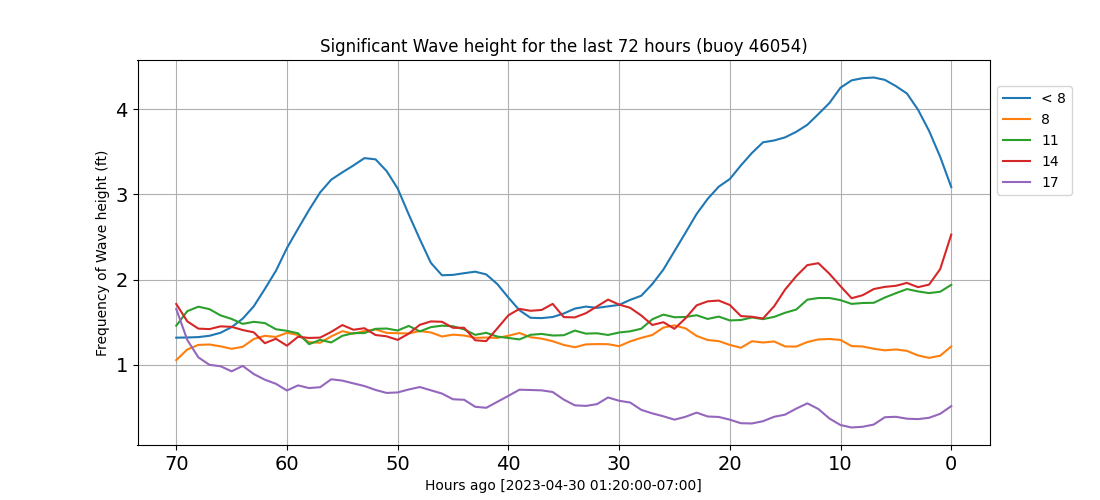 Significant Wave height for the last 72 hours (buoy 46054)
Frequency of Wave height (ft)
4
3
2
1
70 60 50 40 30 20 10 0
Hours ago [2023-04-30 01:20:00-07:00]
< 8
8
11
14
17